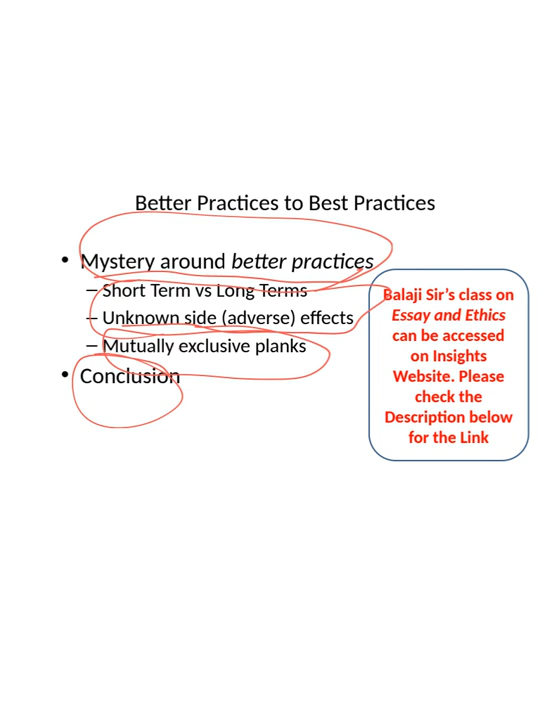 Better Practices to Best Practices
• Mystery around better practices
– Short Term vs Long Terms
– Unknown side (adverse) effects
– Mutually exclusive planks
• Conclusion
Balaji Sir's class on
Essay and Ethics
can be accessed
on Insights
Website. Please
check the
Description below
for the Link